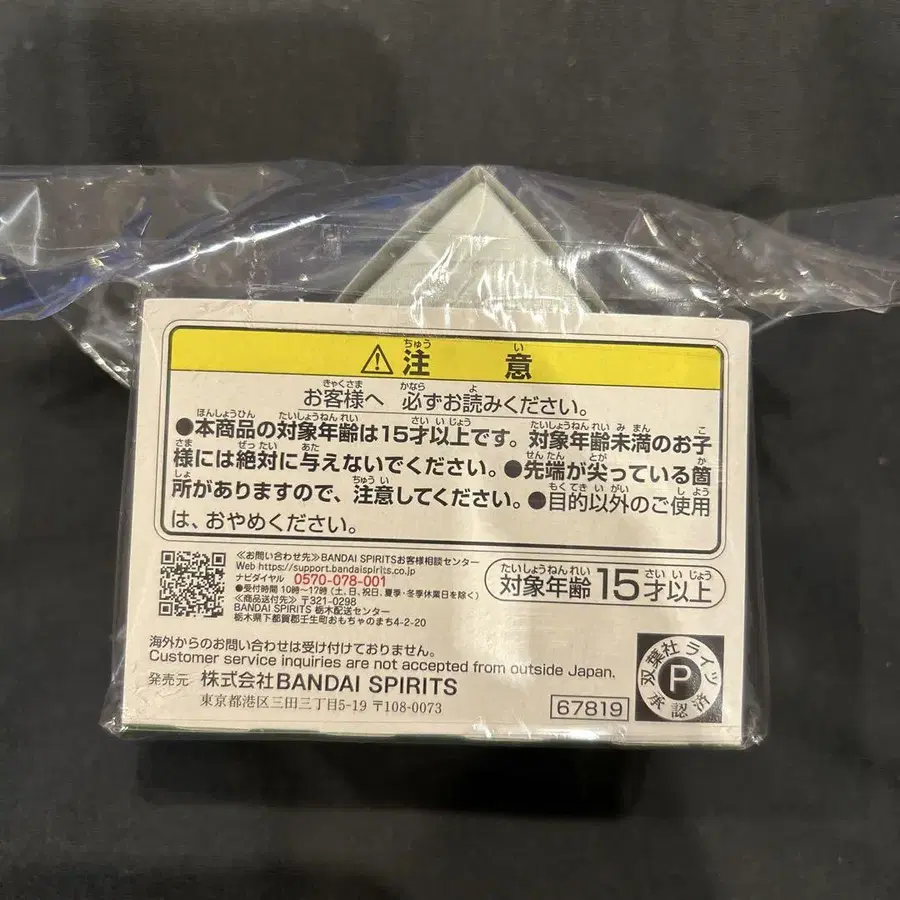 ⚠注意
お客様へ 必ずお読みください。
●本商品の対象年齢は15才以上です。対象年齢未満のお子
様には絶対に与えないでください。●先端が尖っている箇
所がありますので、注意してください。●目的以外のご使用
は、おやめください。
≪お問い合わせ先≫BANDAI SPIRITSお客様相談センター
Web https://support.bandaispirits.co.jp
ナビダイヤル 0570-078-001
●受付時間 10時〜17時 (土、日、祝日、夏季・冬季休業日を除く)
≪商品送付先≫ 〒321-0298
BANDAI SPIRITS 栃木配送センター
栃木県下都賀郡壬生町おもちゃのまち4-2-20
対象年齢 15才以上
海外からのお問い合わせは受け付けておりません。
Customer service inquiries are not accepted from outside Japan.
発売元 株式会社BANDAI SPIRITS
東京都港区三田三丁目5-19 〒108-0073
67819
双葉社 ライツ
P
承認済